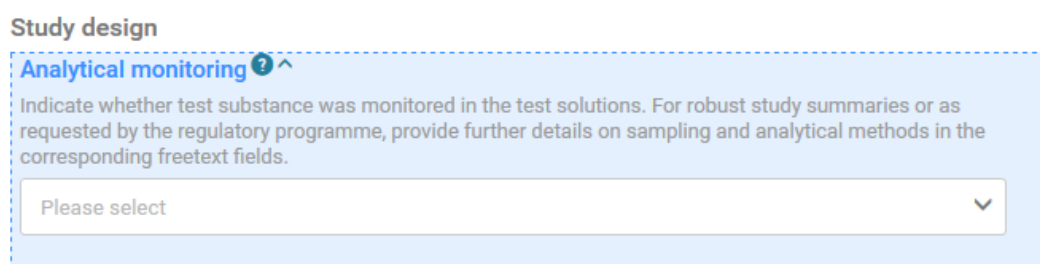 Study design
Analytical monitoring ?
Indicate whether test substance was monitored in the test solutions. For robust study summaries or as
requested by the regulatory programme, provide further details on sampling and analytical methods in the
corresponding freetext fields.
Please select